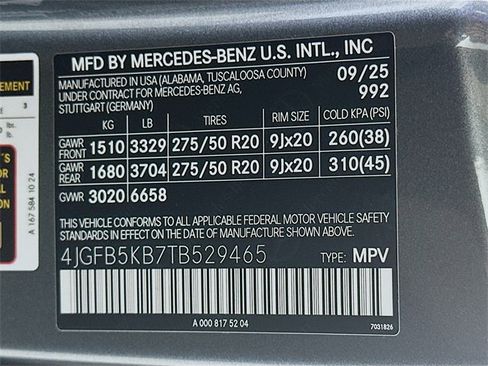 MFD BY MERCEDES-BENZ U.S. INTL., INC
MANUFACTURED IN USA (ALABAMA, TUSCALOOSA COUNTY) 09/25
UNDER CONTRACT FOR MERCEDES-BENZ AG, 992
STUTTGART (GERMANY)
KG LB TIRES RIM SIZE COLD KPA (PSI)
GAWR FRONT 1510 3329 275/50 R20 9Jx20 260(38)
GAWR REAR 1680 3704 275/50 R20 9Jx20 310(45)
GVWR 3020 6658
THIS VEHICLE CONFORMS TO ALL APPLICABLE FEDERAL MOTOR VEHICLE SAFETY
STANDARDS IN EFFECT ON THE DATE OF MANUFACTURE SHOWN ABOVE.
4JGFB5KB7TB529465 TYPE: MPV
A 000 817 52 04
7031826
A 167 584 10 24
3
lbs.